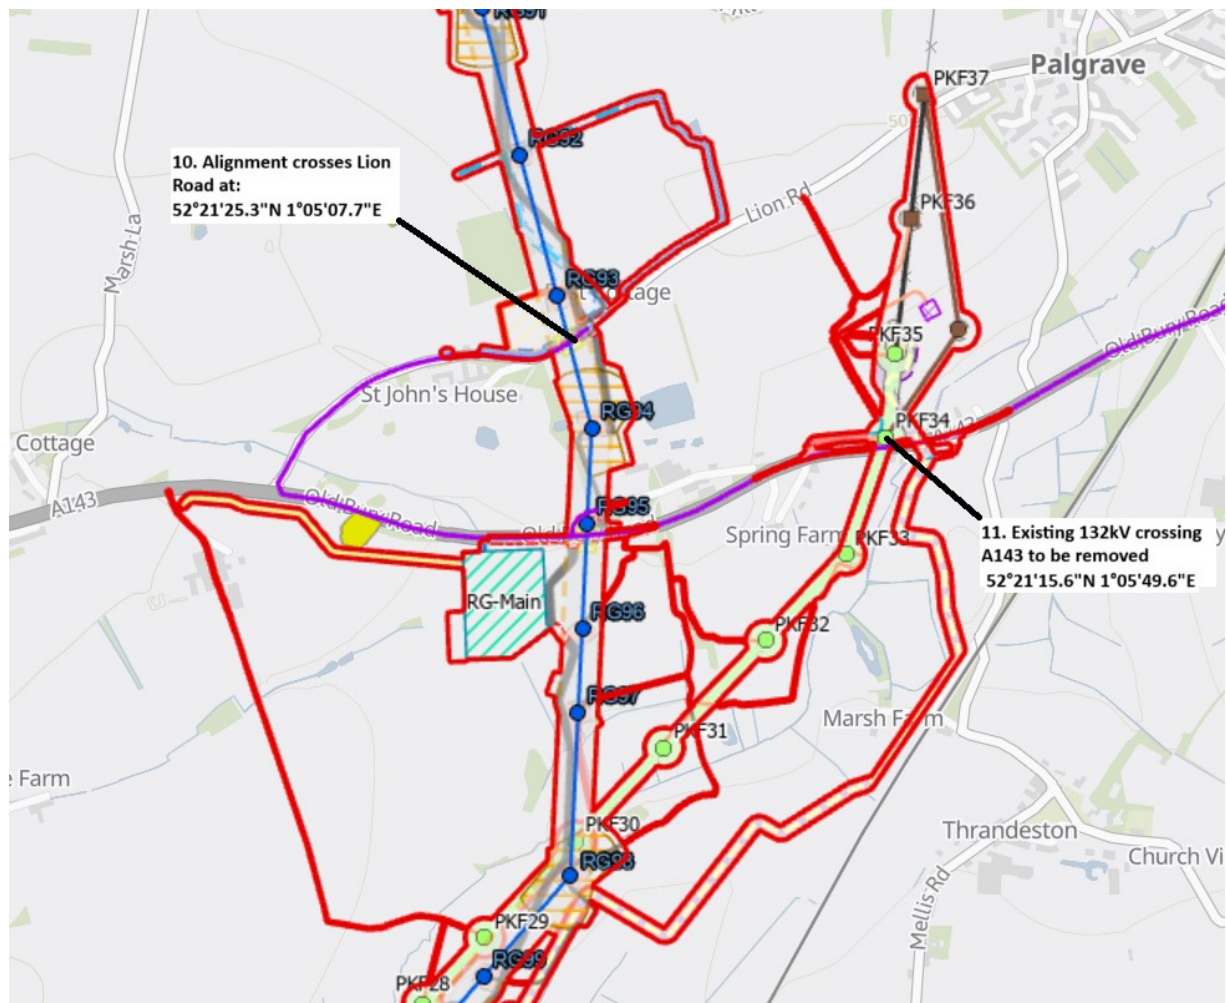 RG91
Palgrave
PKF37
RG92
10. Alignment crosses Lion
Road at:
52°21'25.3"N 1°05'07.7"E
Marsh La
Lion Rd
PKF36
RG93
PKF35
Old Bury Road
St John's House
RG94
PKF34
A143
Cottage
A143
Old Bury Road
RG95
Spring Farm
PKF33
11. Existing 132kV crossing
A143 to be removed
52°21'15.6"N 1°05'49.6"E
RG-Main
RG96
PKF32
RG97
Marsh Farm
PKF31
e Farm
PKF30
Thrandeston
RG98
Church Vi
Mellis Rd
PKF29
RG99
PKF28